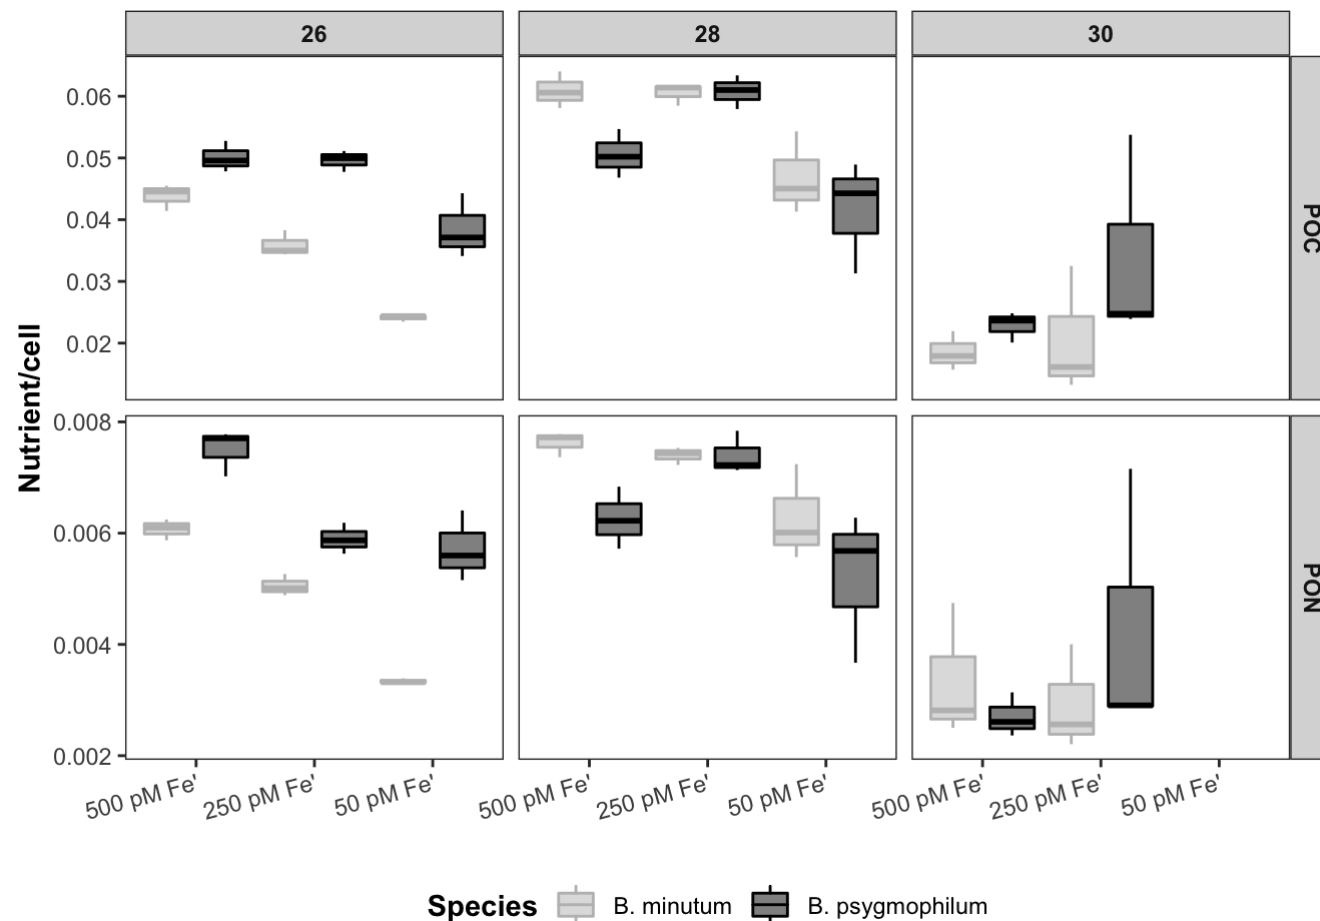 26 28 30
0.06
0.05
0.04
0.03
0.02
POC
Nutrient/cell
0.008
0.006
0.004
0.002
PON
500 pM Fe' 250 pM Fe' 50 pM Fe' 500 pM Fe' 250 pM Fe' 50 pM Fe' 500 pM Fe' 250 pM Fe' 50 pM Fe'
Species B. minutum B. psygmophilum